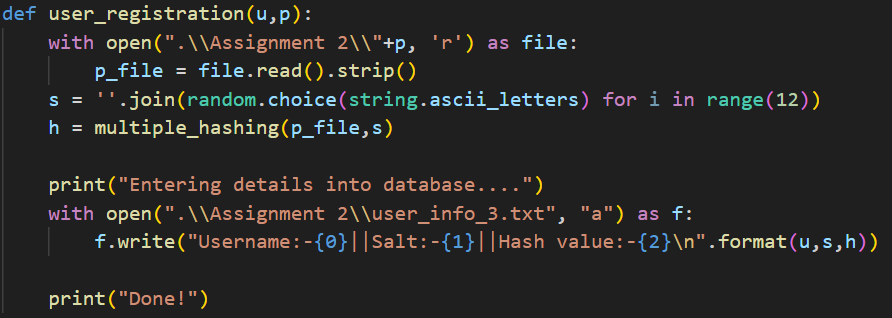 def user_registration(u,p):
    with open(".\\Assignment 2\\"+p, 'r') as file:
        p_file = file.read().strip()
    s = ''.join(random.choice(string.ascii_letters) for i in range(12))
    h = multiple_hashing(p_file,s)

    print("Entering details into database....")
    with open(".\\Assignment 2\\user_info_3.txt", "a") as f:
        f.write("Username:-{0}||Salt:-{1}||Hash value:-{2}\n".format(u,s,h))

    print("Done!")